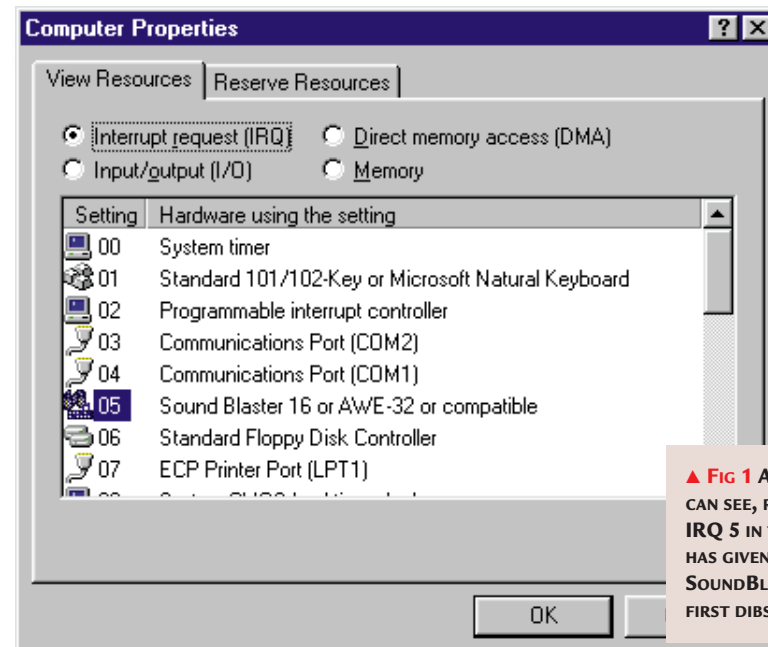 Computer Properties
View Resources Reserve Resources
Interrupt request (IRQ) Direct memory access (DMA)
Input/output (I/O) Memory
Setting Hardware using the setting
00 System timer
01 Standard 101/102-Key or Microsoft Natural Keyboard
02 Programmable interrupt controller
03 Communications Port (COM2)
04 Communications Port (COM1)
05 Sound Blaster 16 or AWE-32 or compatible
06 Standard Floppy Disk Controller
07 ECP Printer Port (LPT1)
OK
▲ FIG 1
CAN SEE,
IRQ 5 IN
HAS GIVEN
FIRST DIBS